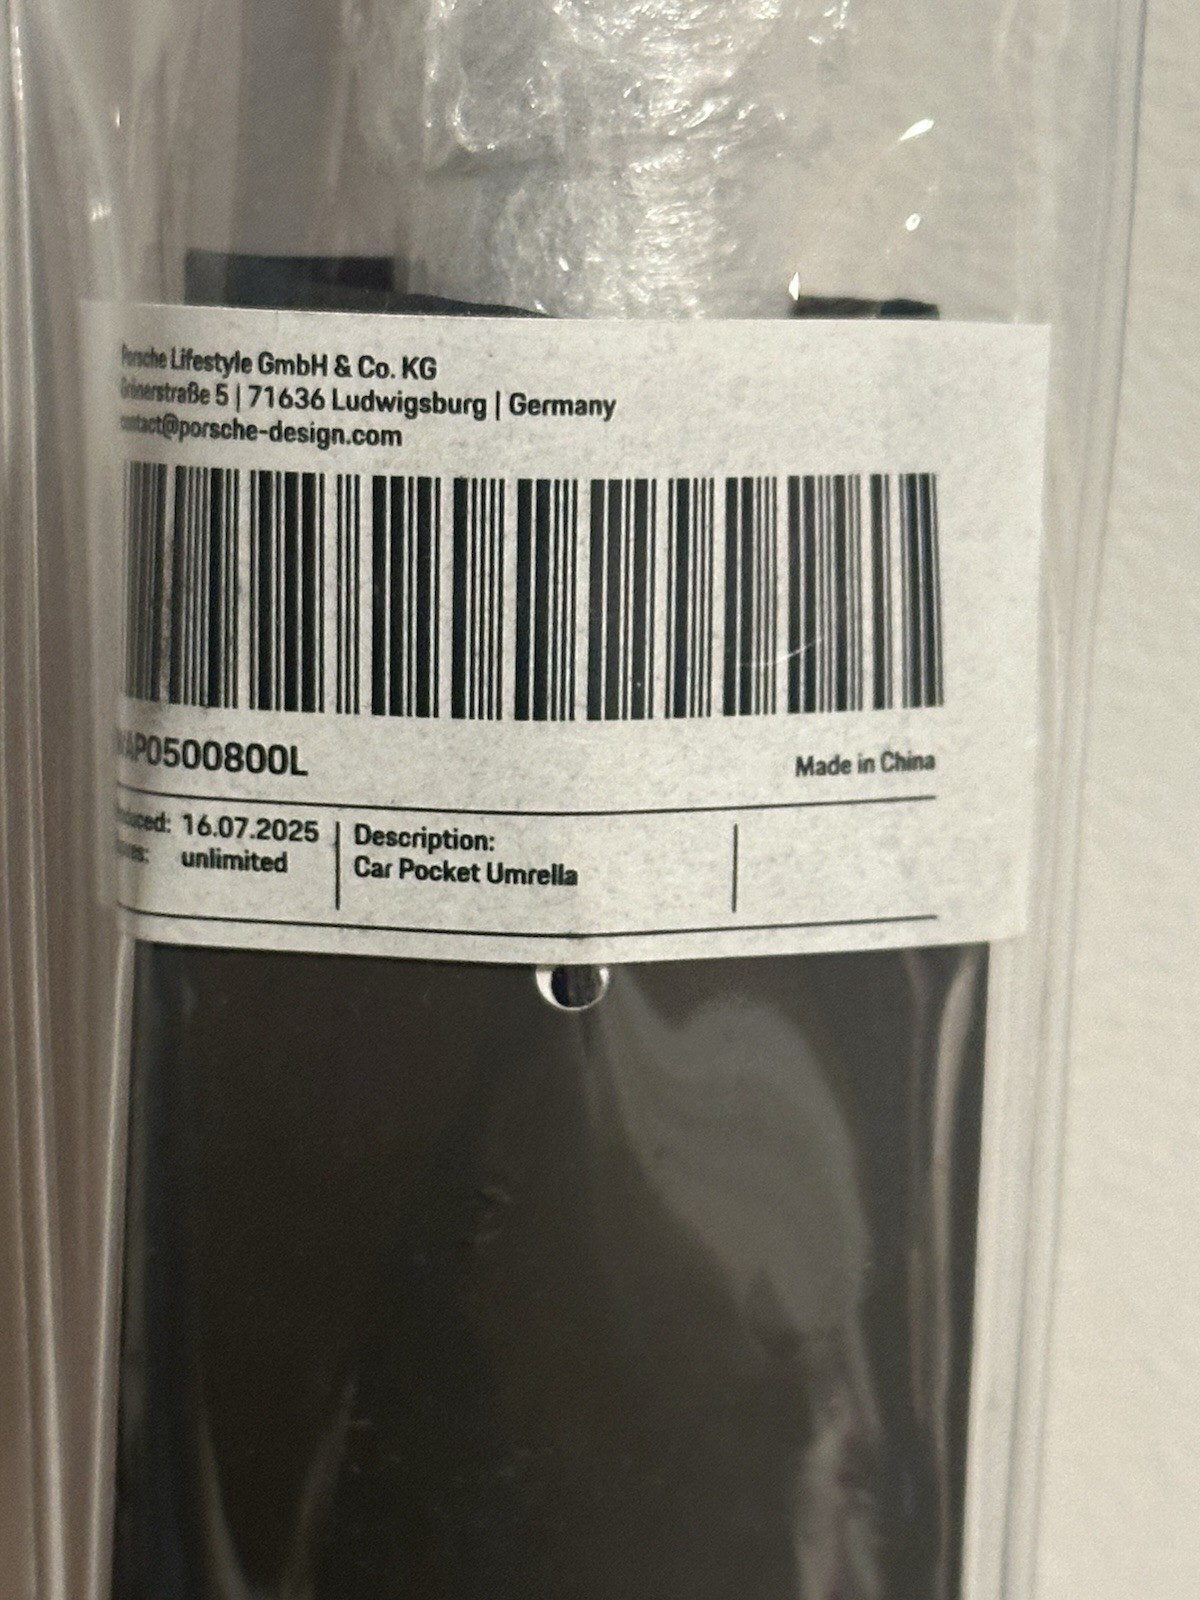 Porsche Lifestyle GmbH & Co. KG
Grönerstraße 5 | 71636 Ludwigsburg | Germany
contact@porsche-design.com
WAP0500800L
Made in China
16.07.2025
unlimited
Description:
Car Pocket Umrella